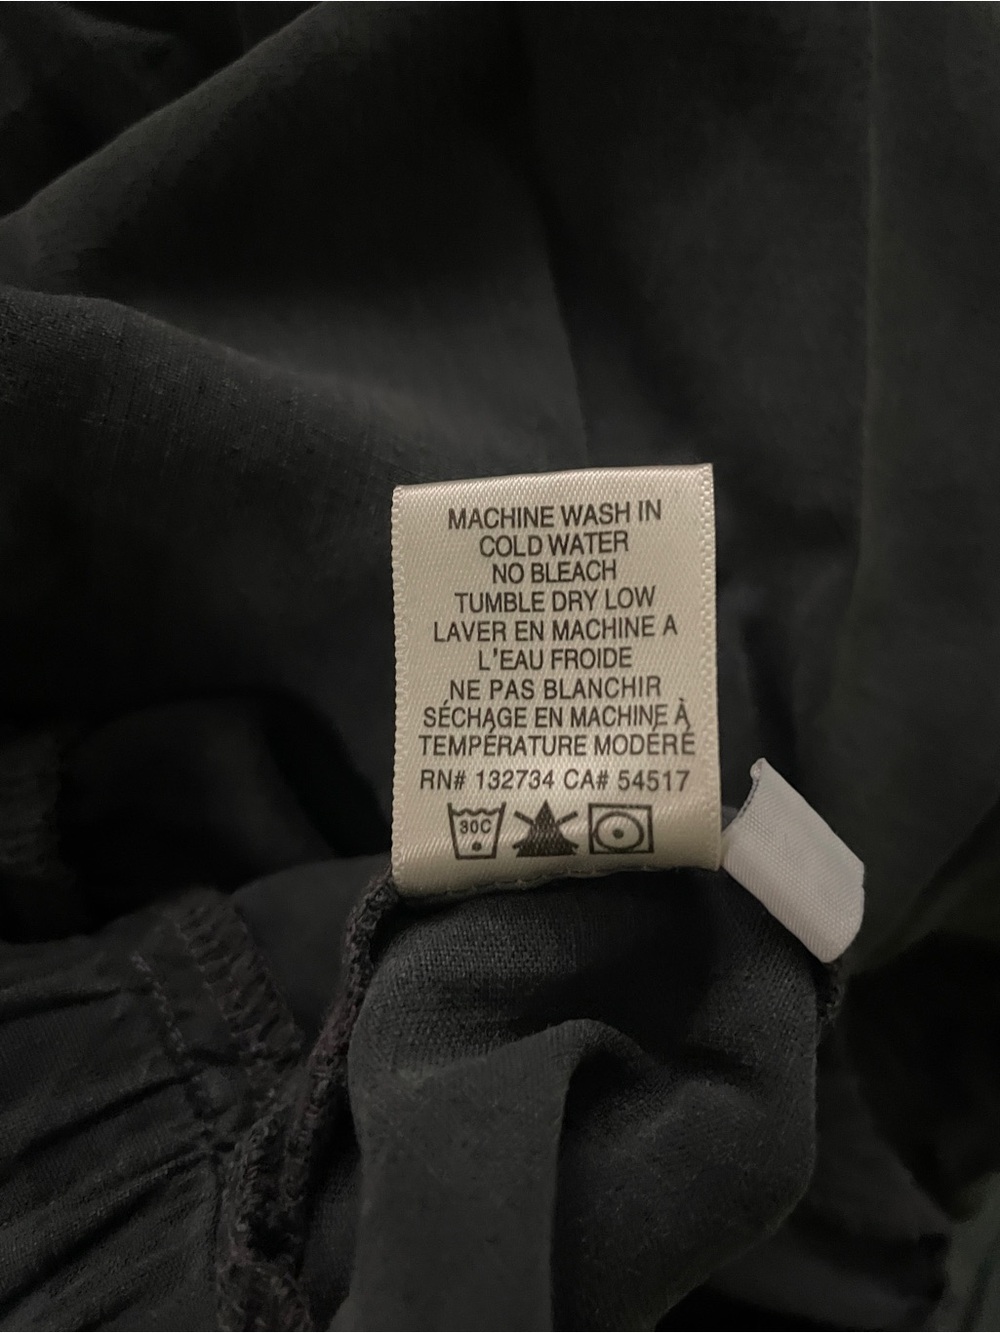 MACHINE WASH IN
COLD WATER
NO BLEACH
TUMBLE DRY LOW
LAVER EN MACHINE A
L'EAU FROIDE
NE PAS BLANCHIR
SÉCHAGE EN MACHINE À
TEMPÉRATURE MODÉRÉ
RN# 132734 CA# 54517
30C